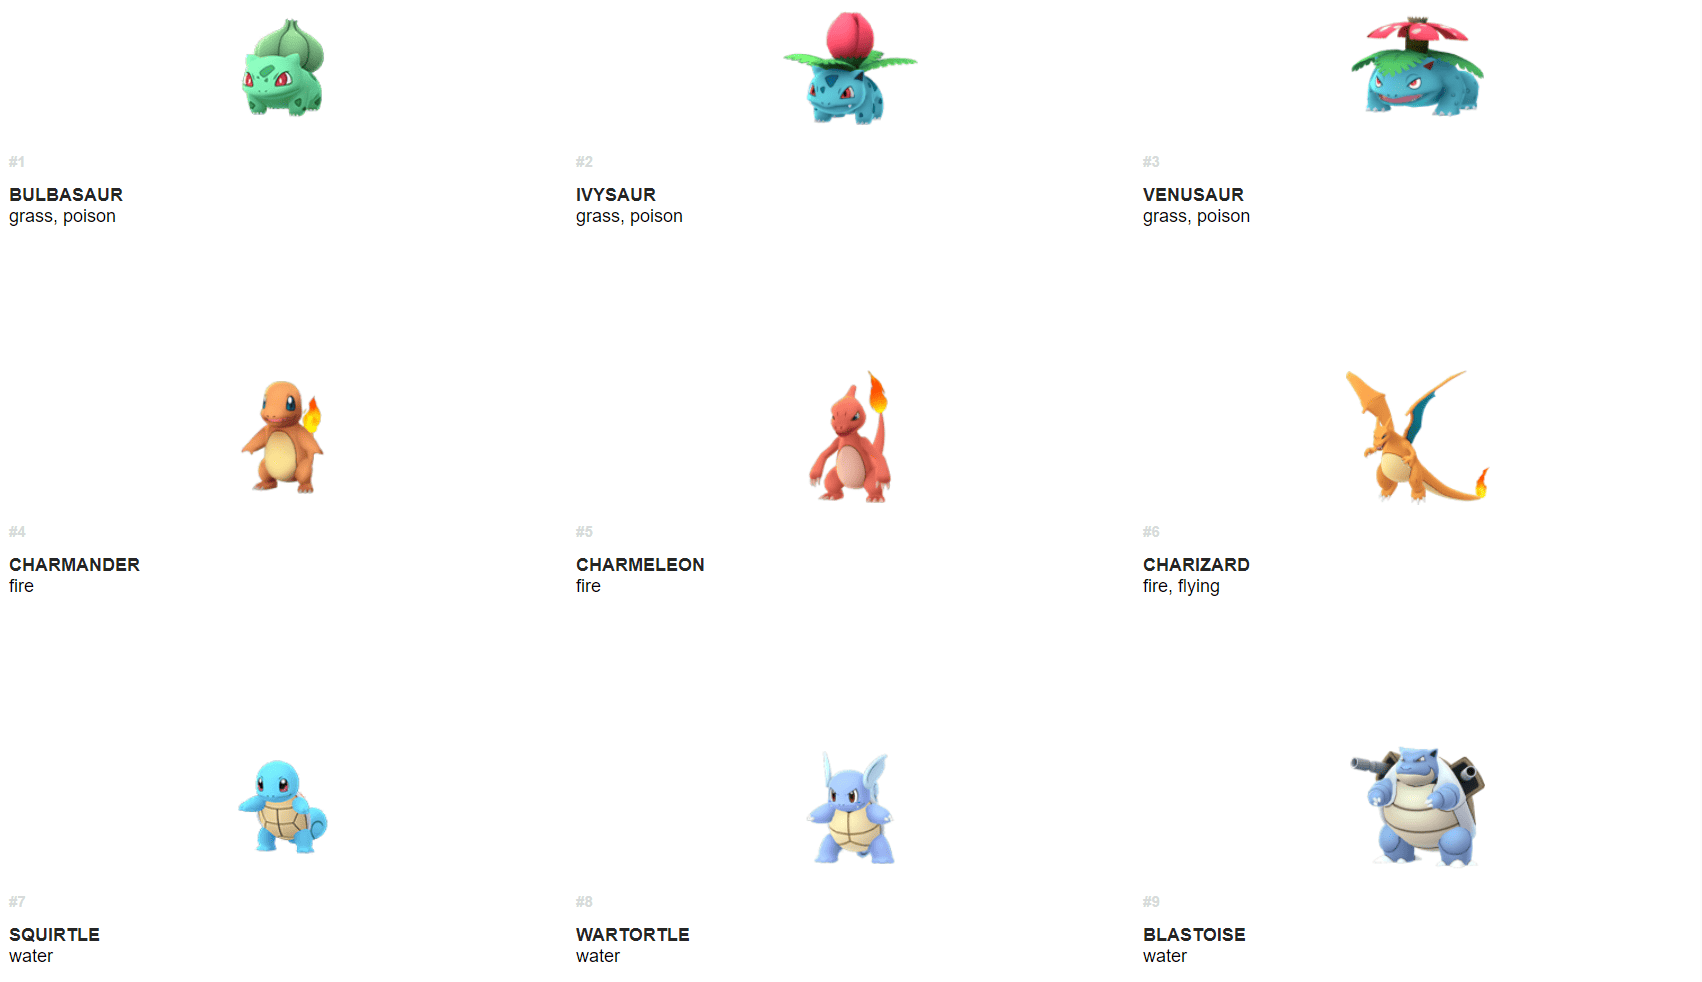 #1
BULBASAUR
grass, poison
#2
IVYSAUR
grass, poison
#3
VENUSAUR
grass, poison
#4
CHARMANDER
fire
#5
CHARMELEON
fire
#6
CHARIZARD
fire, flying
#7
SQUIRTLE
water
#8
WARTORTLE
water
#9
BLASTOISE
water